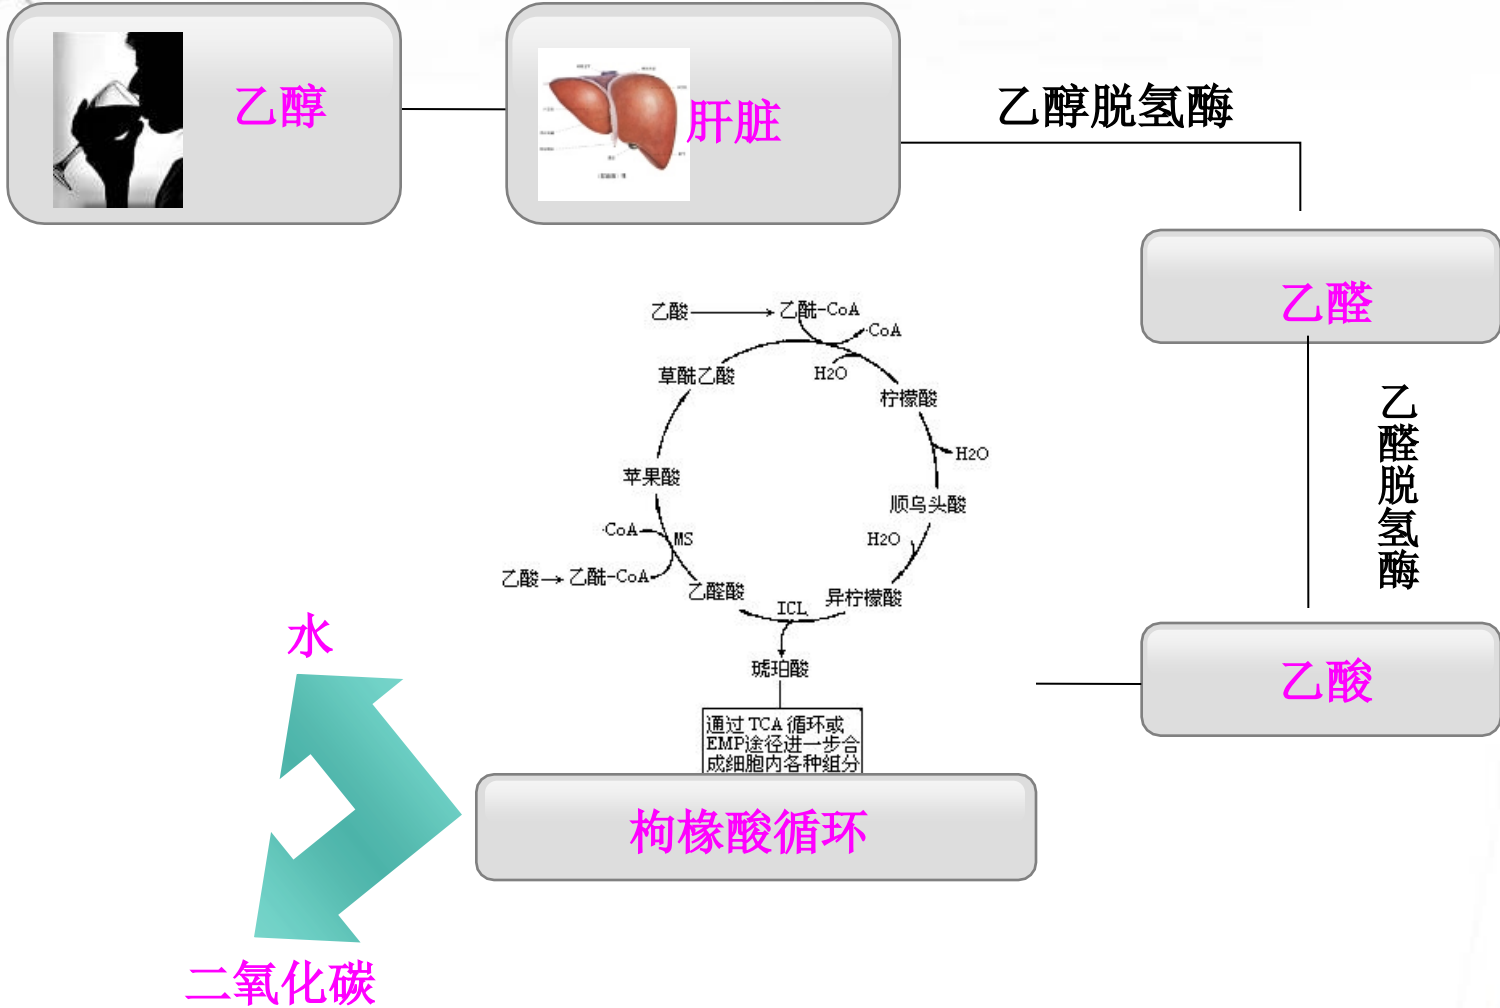 乙醇
肝脏
乙醇脱氢酶
乙醛
乙醛脱氢酶
乙酸
乙酸
乙酰-CoA
CoA
H2O
草酰乙酸
柠檬酸
H2O
苹果酸
顺乌头酸
CoA
MS
H2O
乙酸
乙酰-CoA
乙醛酸
ICL
异柠檬酸
琥珀酸
通过 TCA 循环或
EMP途径进一步合
成细胞内各种组分
枸橼酸循环
水
二氧化碳